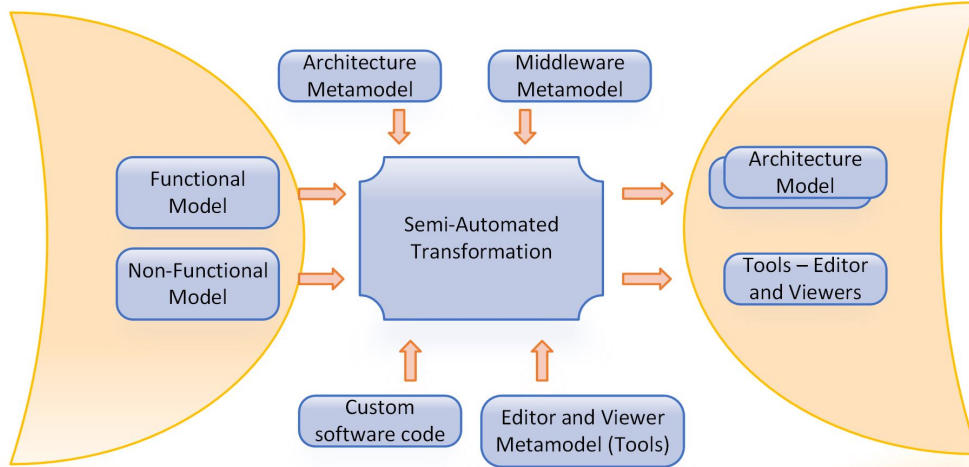 Architecture
Metamodel
Middleware
Metamodel
Functional
Model
Non-Functional
Model
Semi-Automated
Transformation
Architecture
Model
Tools – Editor
and Viewers
Custom
software code
Editor and Viewer
Metamodel (Tools)